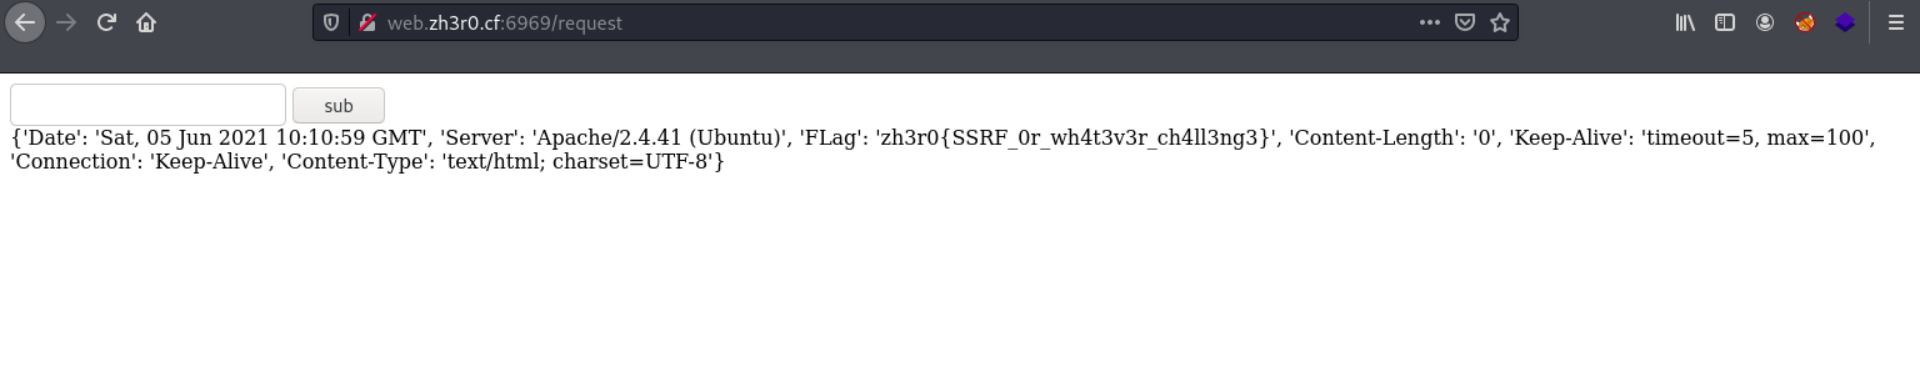 web.zh3r0.cf:6969/request
sub
{'Date': 'Sat, 05 Jun 2021 10:10:59 GMT', 'Server': 'Apache/2.4.41 (Ubuntu)', 'FLag': 'zh3r0{SSRF_0r_wh4t3v3r_ch4ll3ng3}', 'Content-Length': '0', 'Keep-Alive': 'timeout=5, max=100',
'Connection': 'Keep-Alive', 'Content-Type': 'text/html; charset=UTF-8'}